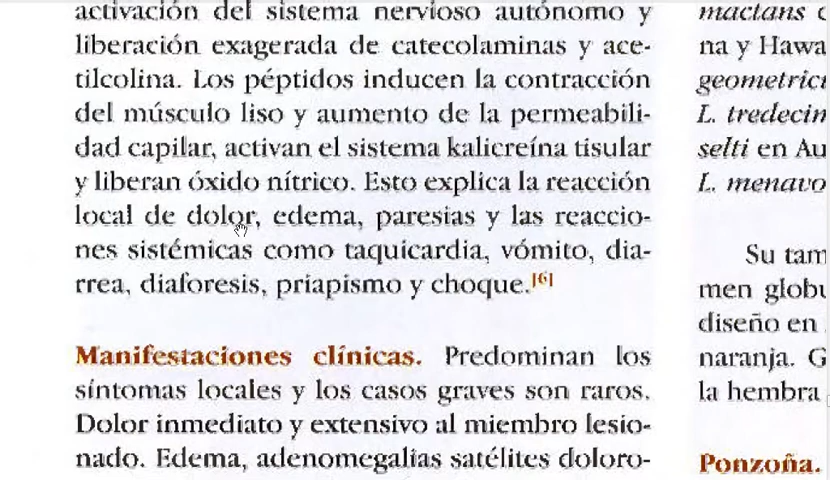 activación del sistema nervioso autónomo y
liberación exagerada de catecolaminas y ace-
tilcolina. Los péptidos inducen la contracción
del músculo liso y aumento de la permeabili-
dad capilar, activan el sistema kalicreína tisular
y liberan óxido nítrico. Esto explica la reacción
local de dolor, edema, paresias y las reaccio-
nes sistémicas como taquicardia, vómito, dia-
rrea, diaforesis, priapismo y choque.[6]
Manifestaciones clínicas. Predominan los
síntomas locales y los casos graves son raros.
Dolor inmediato y extensivo al miembro lesio-
nado. Edema, adenomegalias satélites doloro-
mactans
na y Hawa
geometric
L. tredecin
selti en Au
L. menavo
Su tam
men globu
diseño en
naranja. G
la hembra
Ponzoña.